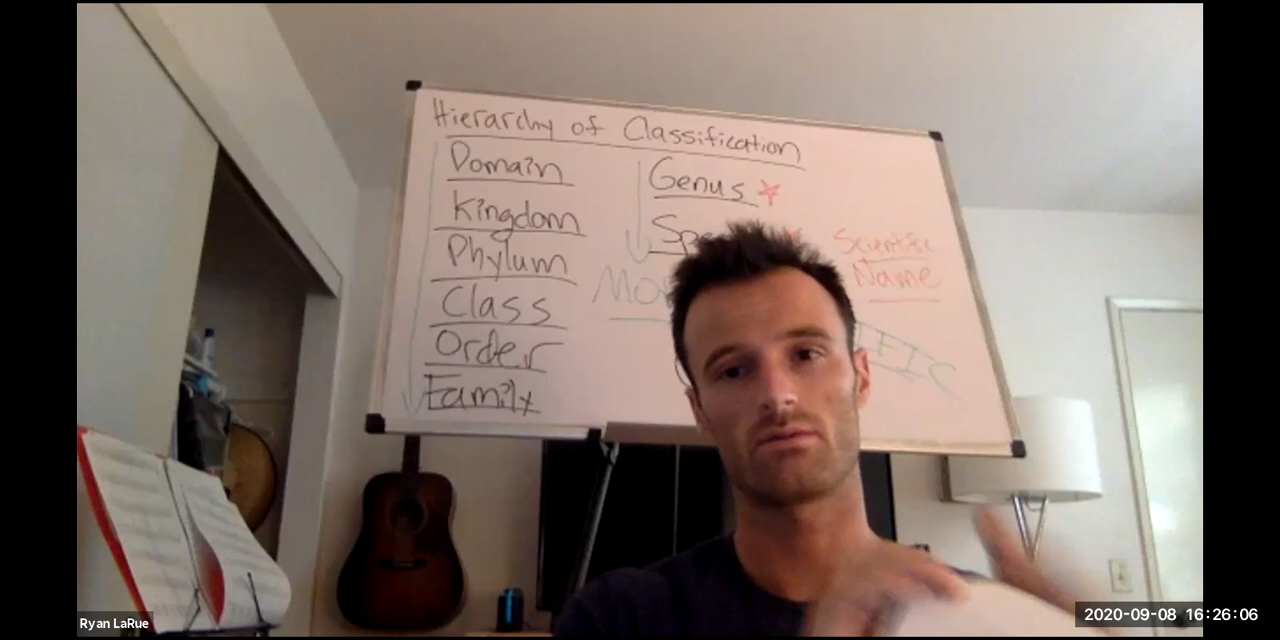 Hierarchy of Classification
Domain
Kingdom
Phylum
Class
Order
Family
Genus
Scientific
Name
Ryan LaRue
2020-09-08 16:26:06